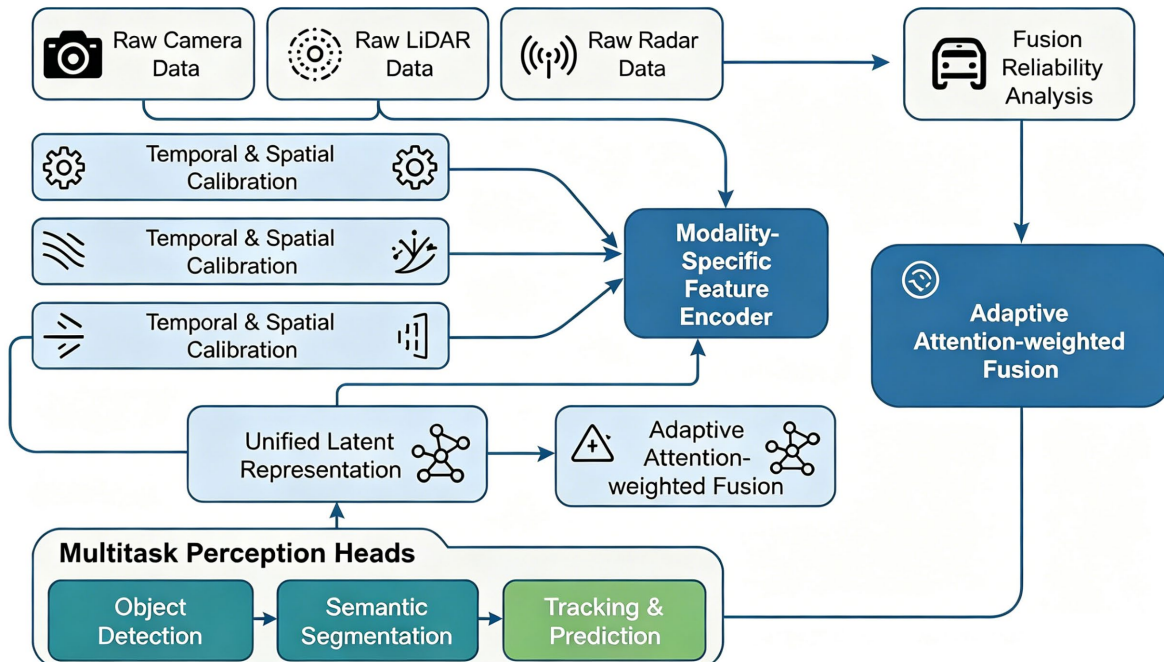 Raw Camera
Data
Raw LiDAR
Data
Raw Radar
Data
Fusion
Reliability
Analysis
Temporal & Spatial
Calibration
Temporal & Spatial
Calibration
Temporal & Spatial
Calibration
Modality-
Specific
Feature
Encoder
Adaptive
Attention-weighted
Fusion
Unified Latent
Representation
Adaptive
Attention-
weighted Fusion
Multitask Perception Heads
Object
Detection
Semantic
Segmentation
Tracking &
Prediction